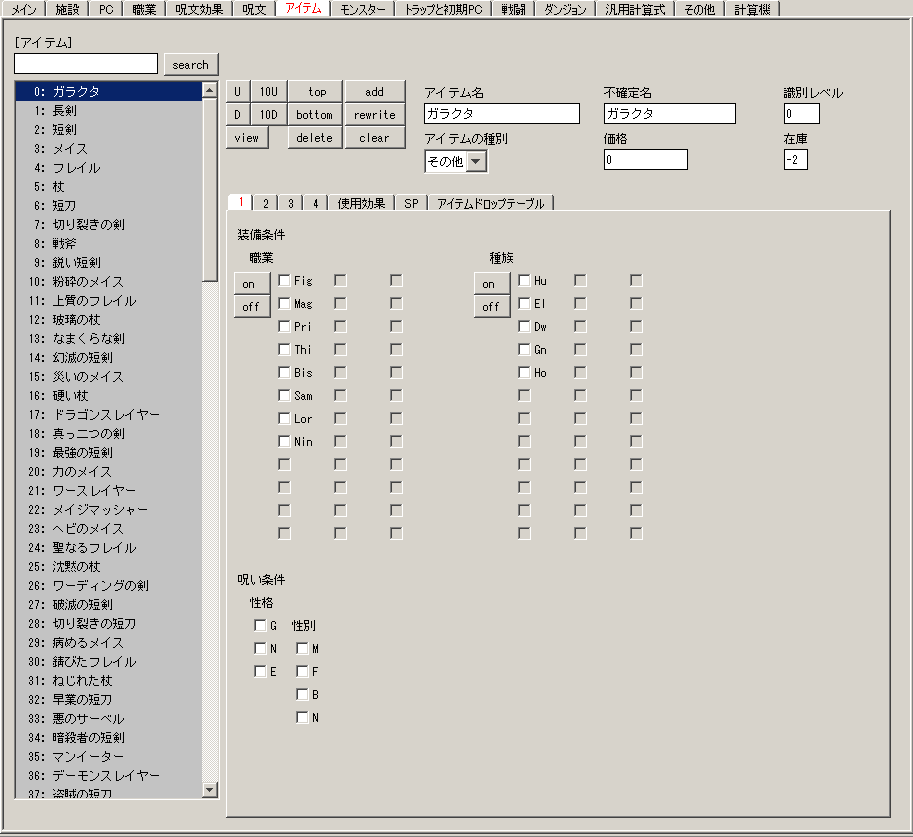 メイン 施設 PC 職業 呪文効果 呪文 アイテム モンスター トラップと初期PC 戦闘 ダンジョン 汎用計算式 その他 計算機
[アイテム]
search
0: ガラクタ
1: 長剣
2: 短剣
3: メイス
4: フレイル
5: 杖
6: 短刀
7: 切り裂きの剣
8: 戦斧
9: 鋭い短剣
10: 粉砕のメイス
11: 上質のフレイル
12: 玻璃の杖
13: なまくらな剣
14: 幻滅の短剣
15: 災いのメイス
16: 硬い杖
17: ドラゴンスレイヤー
18: 真っ二つの剣
19: 最強の短剣
20: 力のメイス
21: ワースレイヤー
22: メイジマッシャー
23: ヘビのメイス
24: 聖なるフレイル
25: 沈黙の杖
26: ワーディングの剣
27: 破滅の短剣
28: 切り裂きの短刀
29: 病めるメイス
30: 錆びたフレイル
31: ねじれた杖
32: 早業の短刀
33: 悪のサーベル
34: 暗殺者の短剣
35: マンイーター
36: デーモンスレイヤー
37: 盗賊の短刀
U 10U top add
D 10D bottom rewrite
view delete clear
アイテム名 不確定名 識別レベル
ガラクタ ガラクタ 0
アイテムの種別 価格 在庫
その他 0 -2
1 2 3 4 使用効果 SP アイテムドロップテーブル
装備条件
職業 種族
on Fig on Hu
off Mag off El
Pri Dw
Thi Gn
Bis Ho
Sam
Lor
Nin
呪い条件
性格
G 性別
N M
E F
B
N